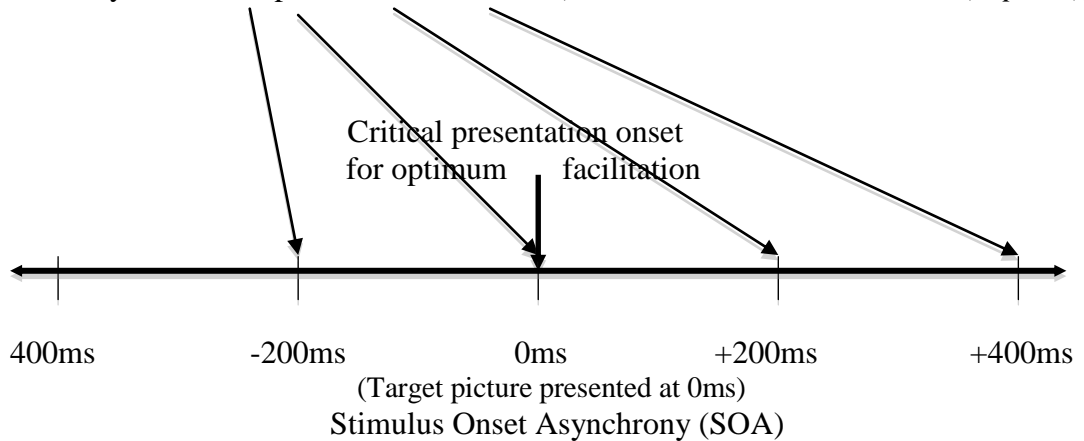 Critical presentation onset
for optimum facilitation
400ms -200ms 0ms +200ms +400ms
(Target picture presented at 0ms)
Stimulus Onset Asynchrony (SOA)